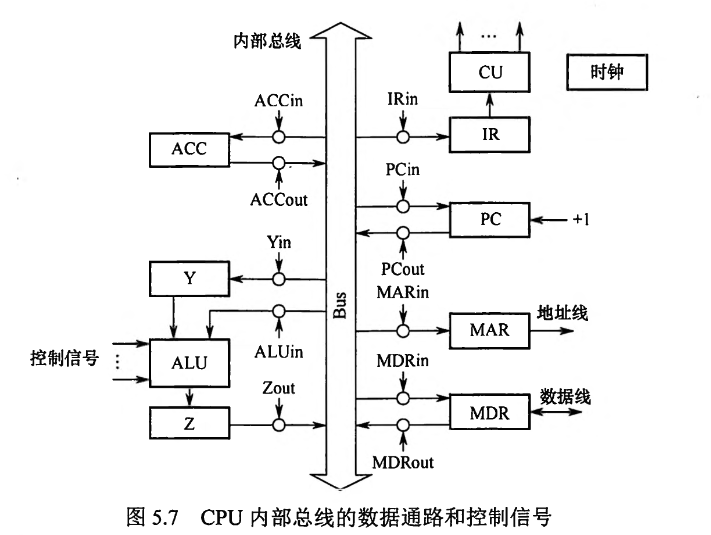 内部总线
...
CU
时钟
ACCin
IRin
ACC
IR
ACCout
PCin
PC
+1
Yin
PCout
Y
MARin
Bus
地址线
MAR
控制信号
...
ALU
ALUin
MDRin
Zout
数据线
MDR
Z
MDRout
图 5.7 CPU 内部总线的数据通路和控制信号